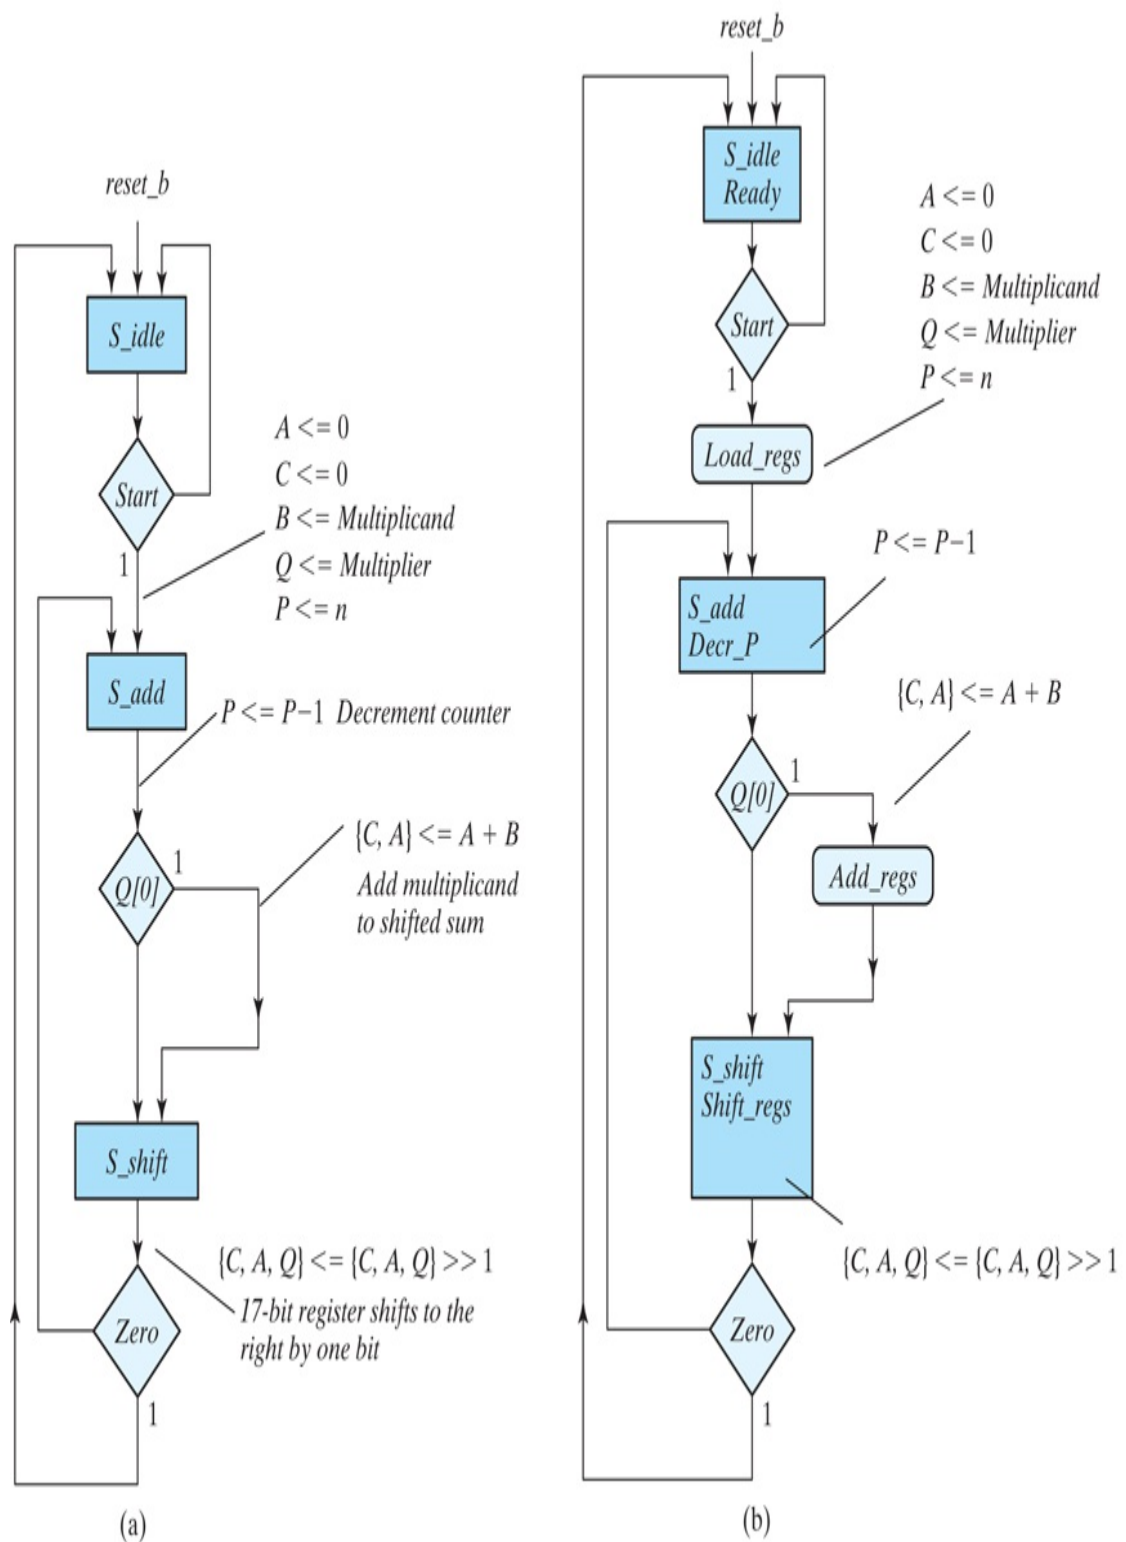 reset_b
S_idle
Start
1
A <= 0
C <= 0
B <= Multiplicand
Q <= Multiplier
P <= n
S_add
P <= P−1 Decrement counter
Q[0]
1
{C, A} <= A + B
Add multiplicand
to shifted sum
S_shift
{C, A, Q} <= {C, A, Q} >> 1
17-bit register shifts to the
right by one bit
Zero
1
(a)
reset_b
S_idle
Ready
Start
1
A <= 0
C <= 0
B <= Multiplicand
Q <= Multiplier
P <= n
Load_regs
P <= P−1
S_add
Decr_P
{C, A} <= A + B
Q[0]
1
Add_regs
S_shift
Shift_regs
{C, A, Q} <= {C, A, Q} >> 1
Zero
1
(b)